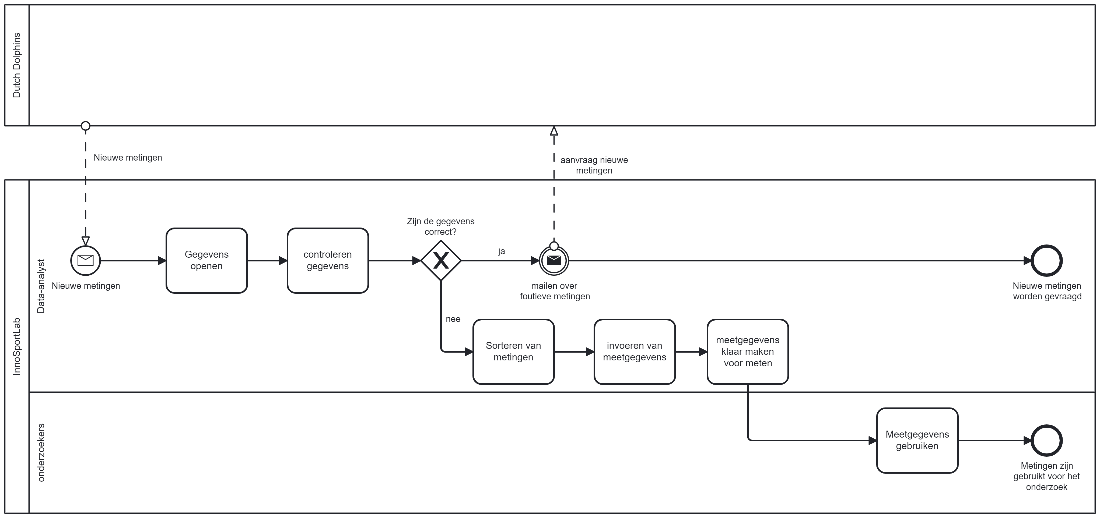 Dutch Dolphins
Nieuwe metingen
aanvraag nieuwe
metingen
InnoSportLab
Data-analyst
Nieuwe metingen
Gegevens
openen
controleren
gegevens
Zijn de gegevens
correct?
ja
nee
mailen over
foutieve metingen
Nieuwe metingen
worden gevraagd
Sorteren van
metingen
invoeren van
meetgegevens
meetgegevens
klaar maken
voor meten
onderzoekers
Meetgegevens
gebruiken
Metingen zijn
gebruikt voor het
onderzoek